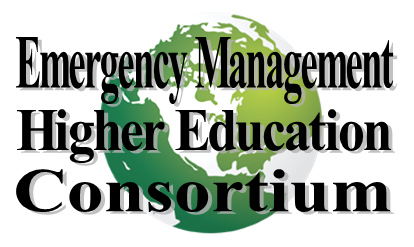 Emergency Management
Higher Education
Consortium